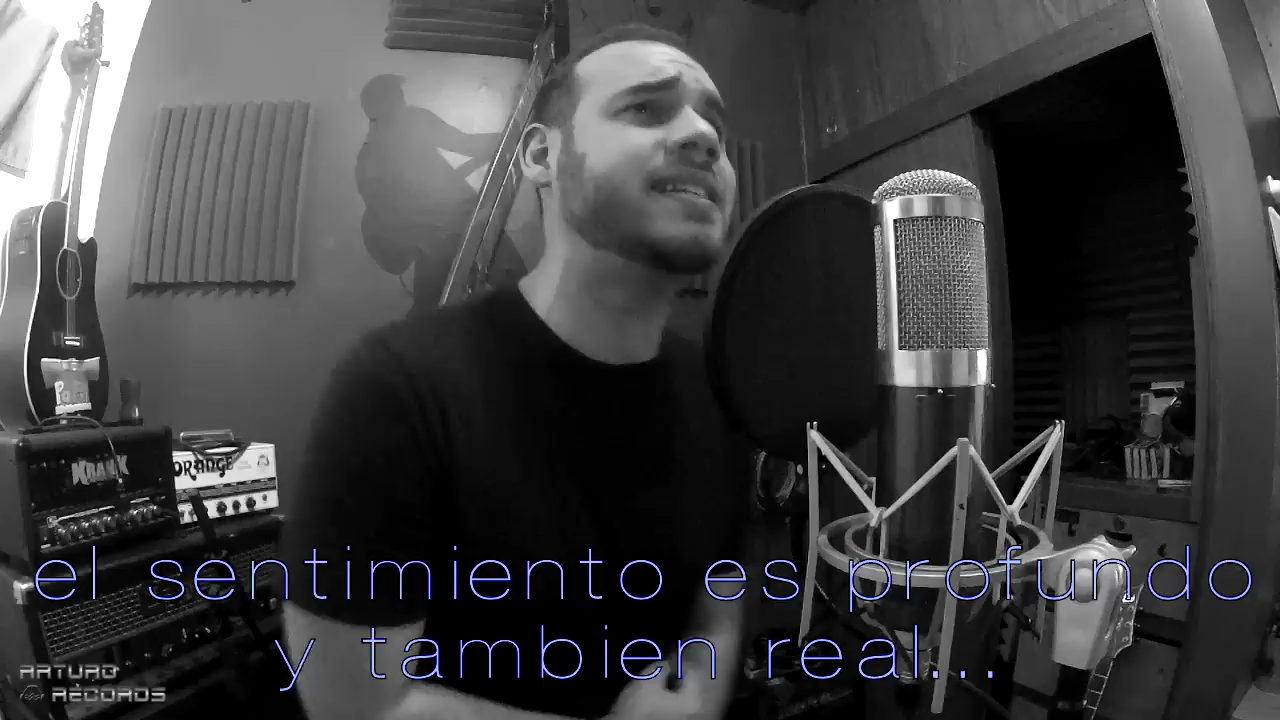 KRANK
ORANGE
el sentimiento es profundo
y tambien real...
ARTURO
RECORDS